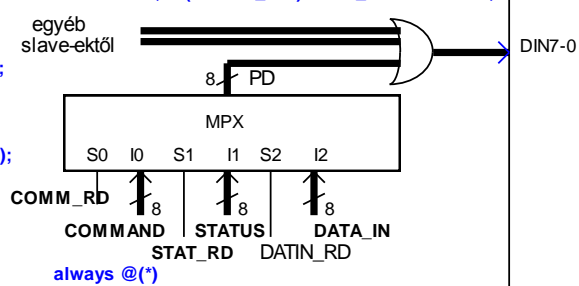 egyéb
slave-ektől
DIN7-0
;
8
PD
MPX
);
S0 I0 S1 I1 S2 I2
COMM_RD
8 8 8
COMMAND STATUS DATA_IN
STAT_RD DATIN_RD
always @(*)